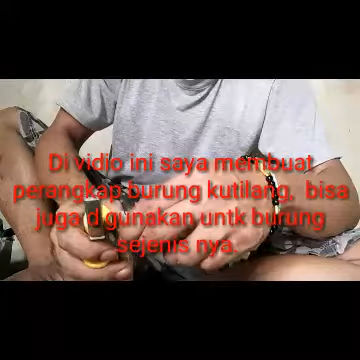 Di vidio ini saya membuat
perangkap burung kutilang, bisa
juga d gunakan untk burung
sejenis nya.